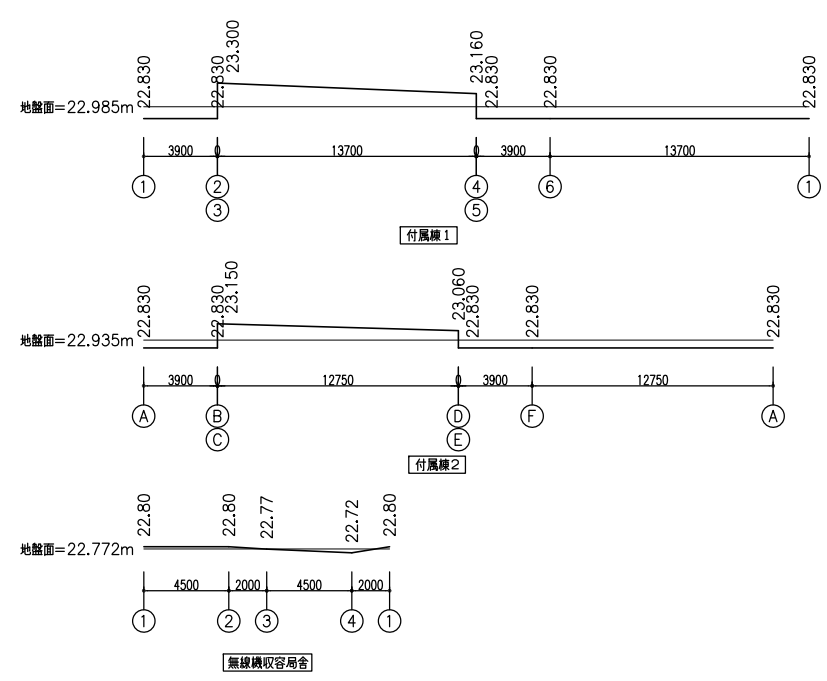 22.830 22.830 23.300 23.160 22.830 22.830 22.830
地盤面=22.985m
3900 0 13700 0 3900 13700
1 2 4 6 1
3 5
付属棟1
22.830 22.830 23.150 23.060 22.830 22.830 22.830
地盤面=22.935m
3900 0 12750 0 3900 12750
A B D F A
C E
付属棟2
22.80 22.80 22.77 22.72 22.80
地盤面=22.772m
4500 2000 4500 2000
1 2 3 4 1
無線機収容局舎